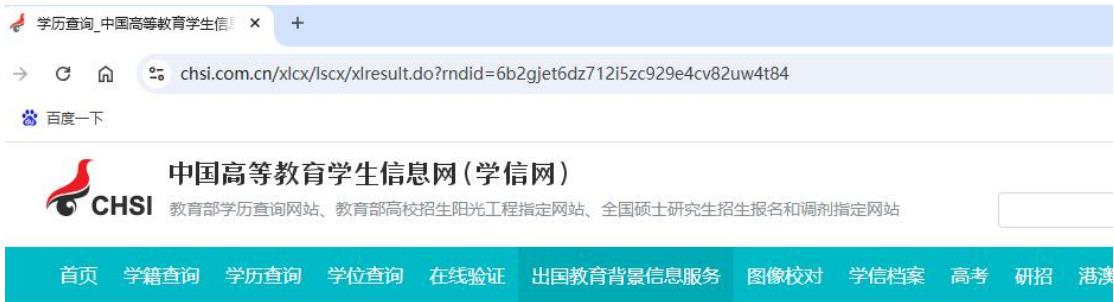 学历查询_中国高等教育学生信
chsi.com.cn/xlcx/lscx/xlresult.do?rndid=6b2gjet6dz712i5zc929e4cv82uw4t84
百度一下
CHSI 中国高等教育学生信息网(学信网)
教育部学历查询网站、教育部高校招生阳光工程指定网站、全国硕士研究生招生报名和调剂指定网站
首页 学籍查询 学历查询 学位查询 在线验证 出国教育背景信息服务 图像校对 学信档案 高考 研招 港澳